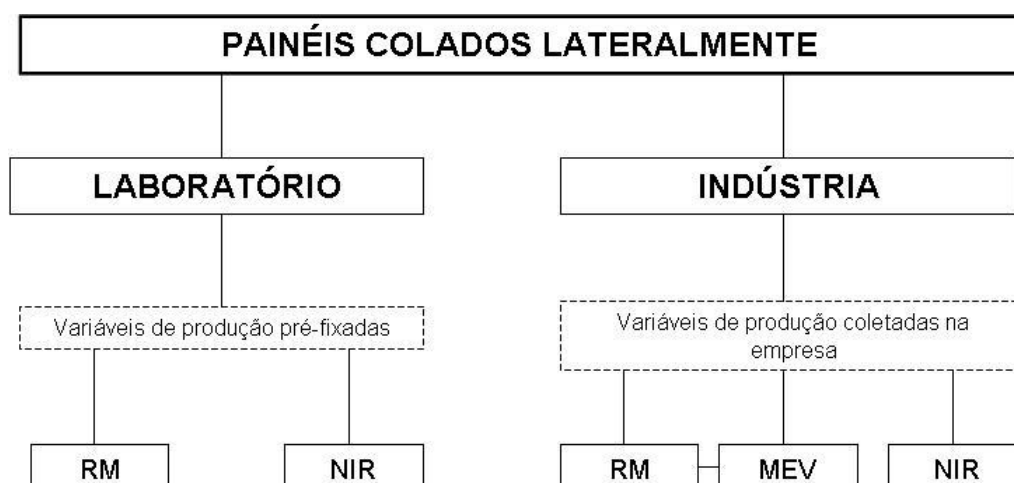 PAINÉIS COLADOS LATERALMENTE
LABORATÓRIO
INDÚSTRIA
Variáveis de produção pré-fixadas
Variáveis de produção coletadas na
empresa
RM
NIR
RM
MEV
NIR